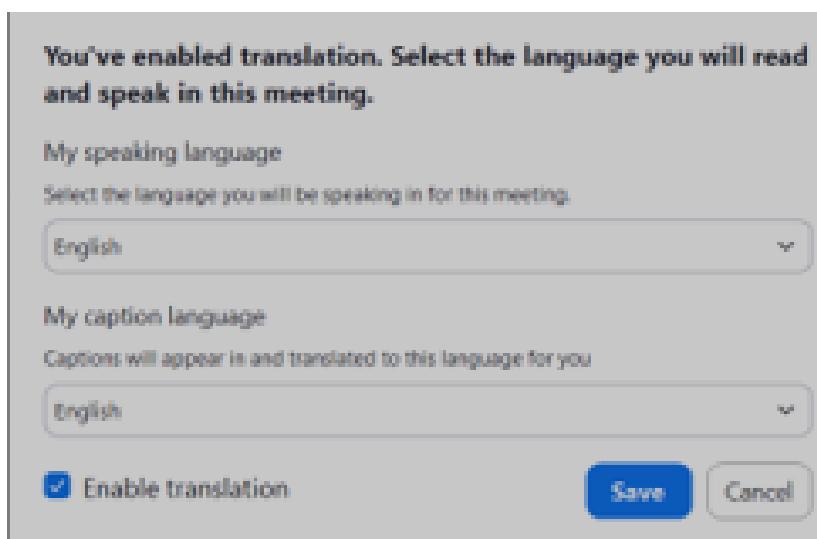 You've enabled translation. Select the language you will read
and speak in this meeting.
My speaking language
Select the language you will be speaking in for this meeting.
English
My caption language
Captions will appear in and translated to this language for you
English
Enable translation
Save
Cancel